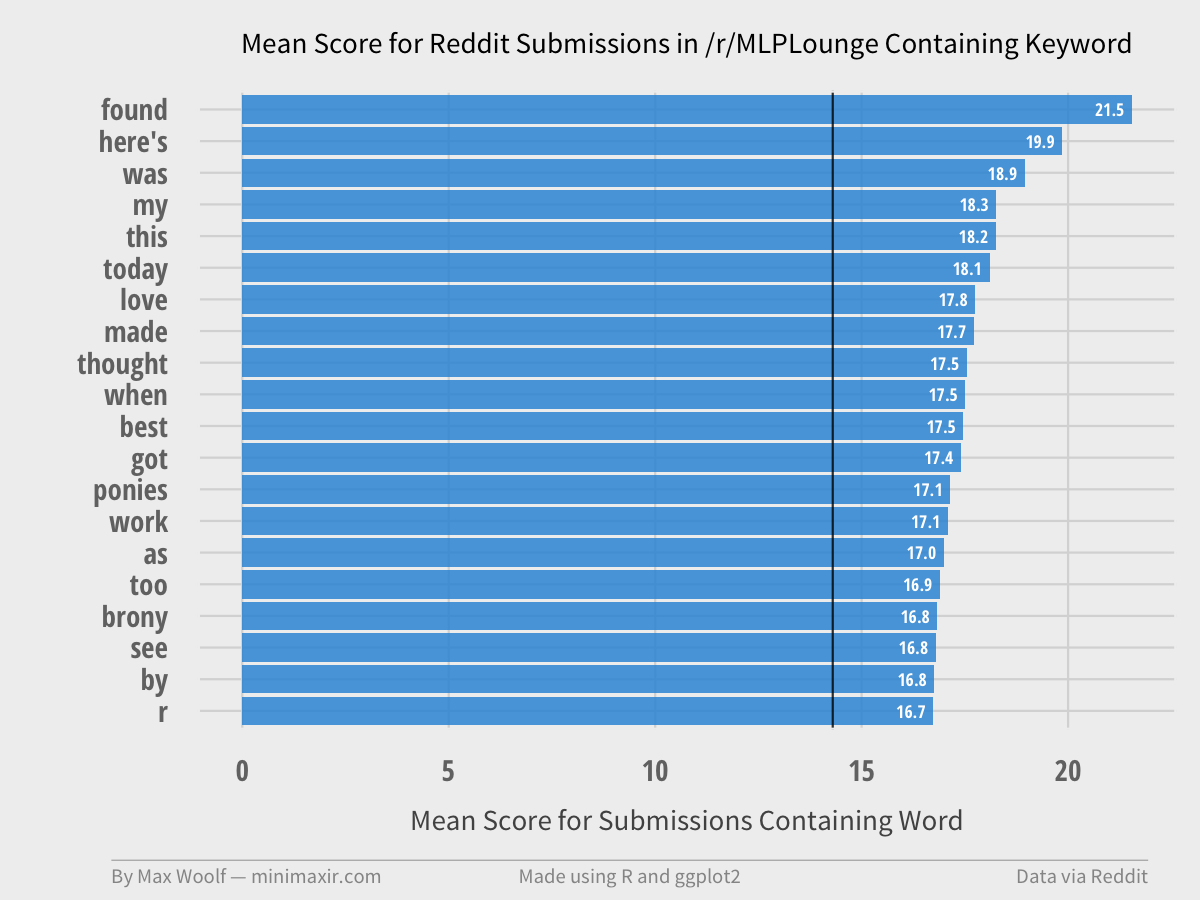 Mean Score for Reddit Submissions in /r/MLPLounge Containing Keyword
found 21.5
here's 19.9
was 18.9
my 18.3
this 18.2
today 18.1
love 17.8
made 17.7
thought 17.5
when 17.5
best 17.5
got 17.4
ponies 17.1
work 17.1
as 17.0
too 16.9
brony 16.8
see 16.8
by 16.8
r 16.7
0 5 10 15 20
Mean Score for Submissions Containing Word
By Max Woolf — minimaxir.com Made using R and ggplot2 Data via Reddit